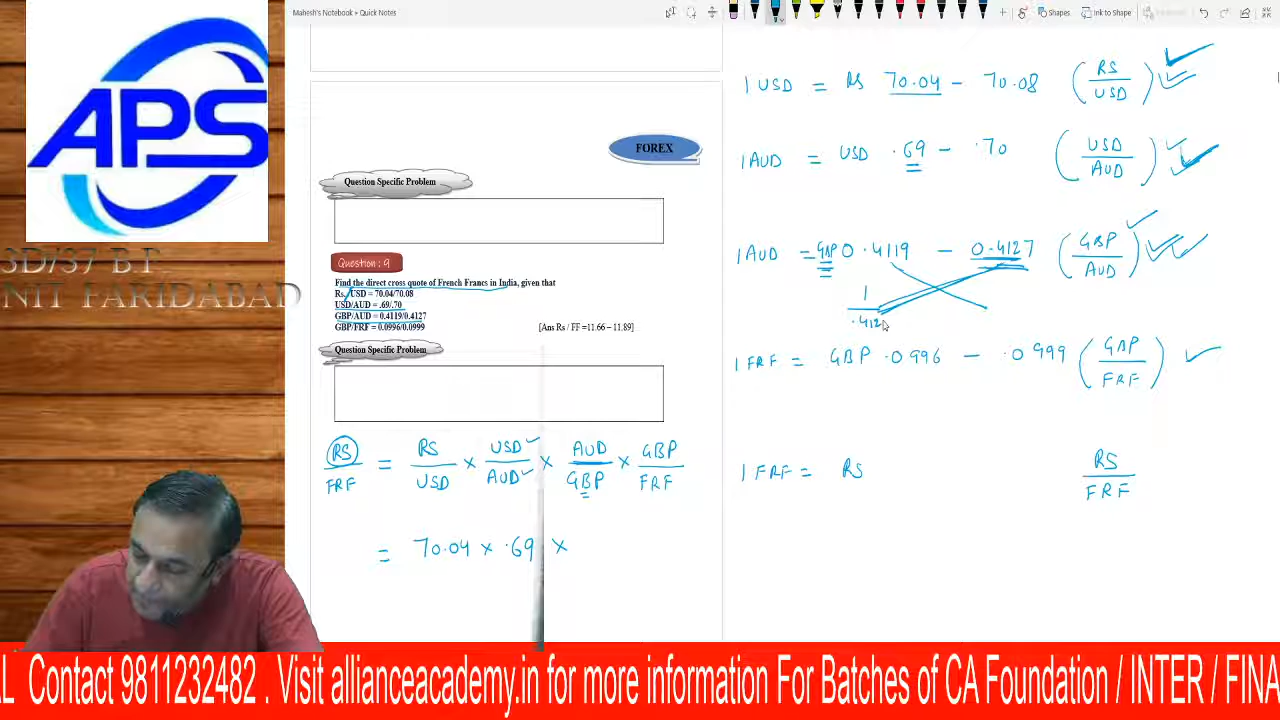 Mahesh's Notebook » Quick Notes
Shapes
Ink to Shape
APS
3D/37 B.P.
NIT FARIDABAD
FOREX
Question Specific Problem
Question : 9
Find the direct cross quote of French Francs in India, given that
Rs. / USD = 70.04/70.08
USD/AUD = .69/.70
GBP/AUD = 0.4119/0.4127
GBP/FRF = 0.0996/0.0999 [Ans Rs / FF =11.66 – 11.89]
Question Specific Problem
RS/FRF = RS/USD × USD/AUD × AUD/GBP × GBP/FRF
= 70.04 × .69 ×
1 USD = RS 70.04 – 70.08 (RS/USD)
1 AUD = USD .69 – .70 (USD/AUD)
1 AUD = GBP 0.4119 – 0.4127 (GBP/AUD)
1
.412
1 FRF = GBP .0996 – .0999 (GBP/FRF)
1 FRF = RS RS/FRF
AL Contact 9811232482 . Visit allianceacademy.in for more information For Batches of CA Foundation / INTER / FINA